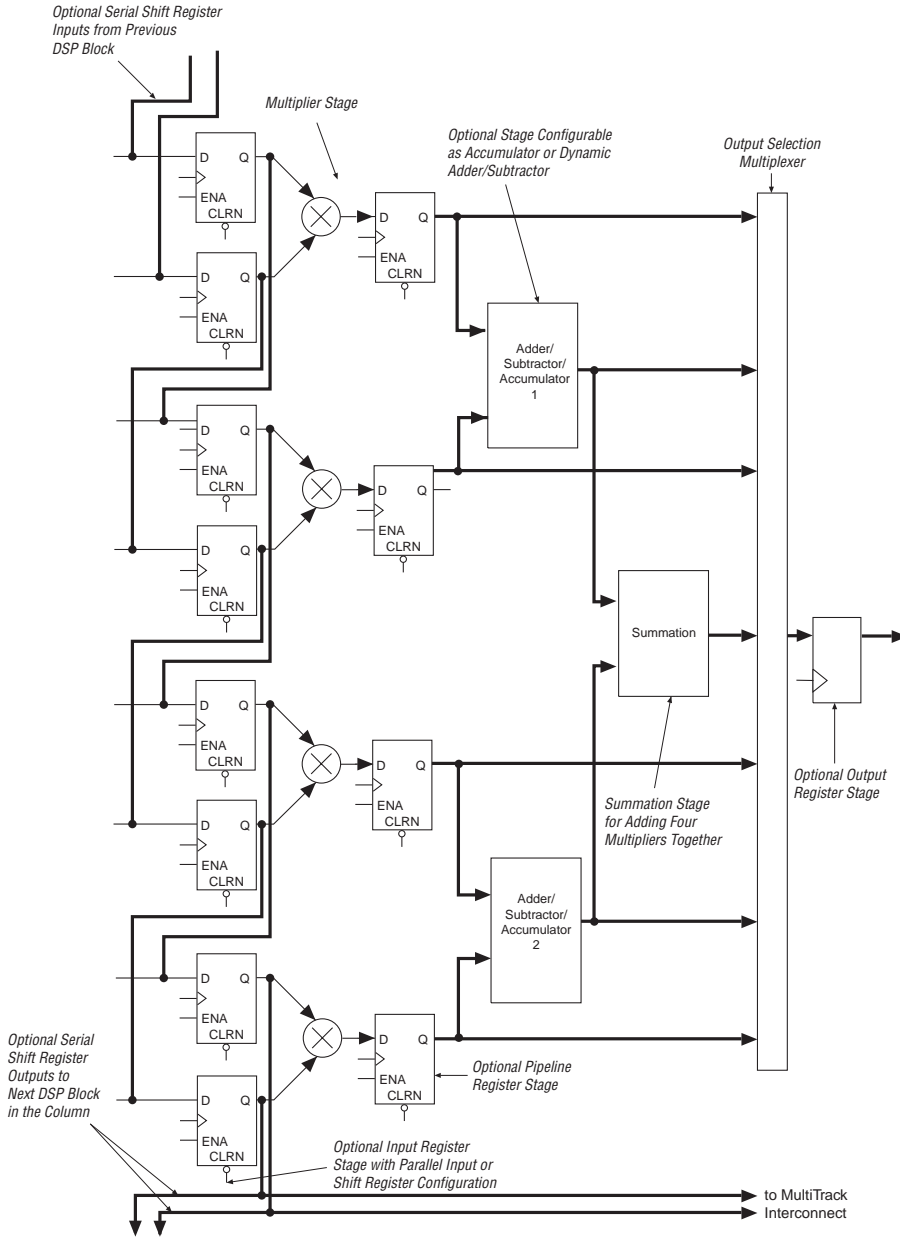 Optional Serial Shift Register
Inputs from Previous
DSP Block
Multiplier Stage
Optional Stage Configurable
as Accumulator or Dynamic
Adder/Subtractor
Output Selection
Multiplexer
D Q
ENA
CLRN
D Q
ENA
CLRN
D Q
ENA
CLRN
Adder/
Subtractor/
Accumulator
1
D Q
ENA
CLRN
D Q
ENA
CLRN
D Q
ENA
CLRN
Summation
D Q
ENA
CLRN
D Q
ENA
CLRN
D Q
ENA
CLRN
Summation Stage
for Adding Four
Multipliers Together
Optional Output
Register Stage
Adder/
Subtractor/
Accumulator
2
D Q
ENA
CLRN
D Q
ENA
CLRN
D Q
ENA
CLRN
Optional Pipeline
Register Stage
Optional Serial
Shift Register
Outputs to
Next DSP Block
in the Column
Optional Input Register
Stage with Parallel Input or
Shift Register Configuration
to MultiTrack
Interconnect